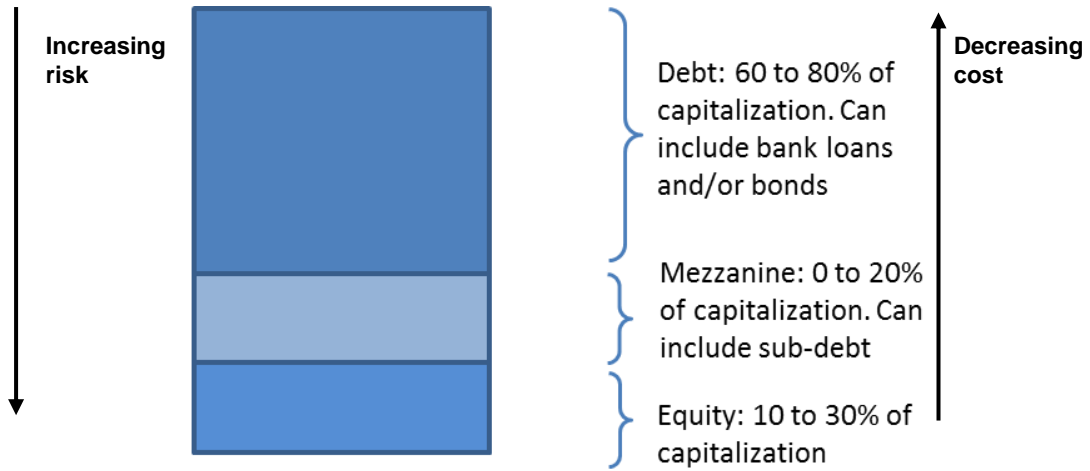 Increasing
risk
Decreasing
cost
Debt: 60 to 80% of
capitalization. Can
include bank loans
and/or bonds
Mezzanine: 0 to 20%
of capitalization. Can
include sub-debt
Equity: 10 to 30% of
capitalization